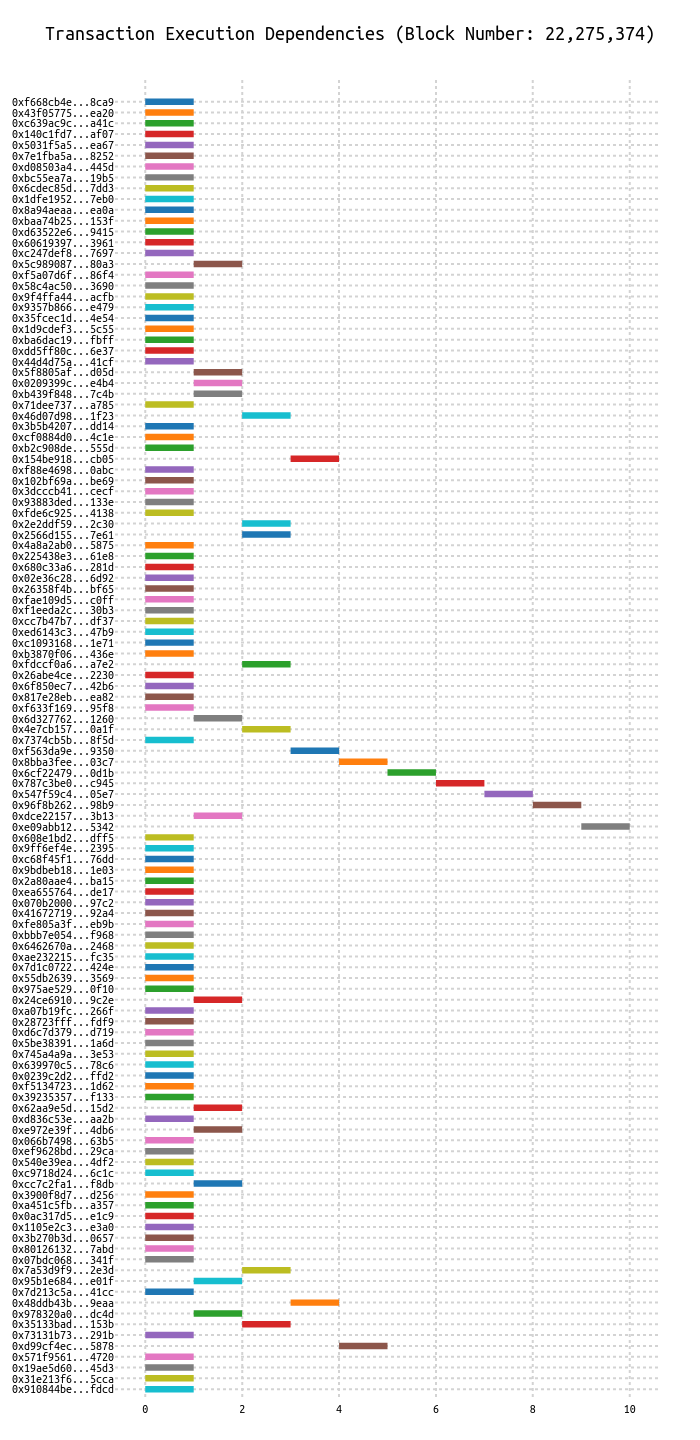 Transaction Execution Dependencies (Block Number: 22,275,374)
0xf668cb4e...8ca9
0x43f05775...ea20
0xc639ac9c...a41c
0x140c1fd7...af07
0x5031f5a5...ea67
0x7e1fba5a...8252
0xd08503a4...445d
0xbc55ea7a...19b5
0x6cdec85d...7dd3
0x1dfe1952...7eb0
0x8a94aeaa...ea0a
0xbaa74b25...153f
0xd63522e6...9415
0x60619397...3961
0xc247def8...7697
0x5c989087...80a3
0xf5a07d6f...86f4
0x58c4ac50...3690
0x9f4ffa44...acfb
0x9357b866...e479
0x35fcec1d...4e54
0x1d9cdef3...5c55
0xba6dac19...fbff
0xdd5ff80c...6e37
0x44d4d75a...41cf
0x5f8805af...d05d
0x0209399c...e4b4
0xb439f848...7c4b
0x71dee737...a785
0x46d07d98...1f23
0x3b5b4207...dd14
0xcf0884d0...4c1e
0xb2c908de...555d
0x154be918...cb05
0xf88e4698...0abc
0x102bf69a...be69
0x3dcccb41...cecf
0x93883ded...133e
0xfde6c925...4138
0x2e2ddf59...2c30
0x2566d155...7e61
0x4a8a2ab0...5875
0x225438e3...61e8
0x680c33a6...281d
0x02e36c28...6d92
0x26358f4b...bf65
0xfae109d5...c0ff
0xf1eeda2c...30b3
0xcc7b47b7...df37
0xed6143c3...47b9
0xc1093168...1e71
0xb3870f06...436e
0xfdccf0a6...a7e2
0x26abe4ce...2230
0x6f850ec7...42b6
0x817e28eb...ea82
0xf633f169...95f8
0x6d327762...1260
0x4e7cb157...0a1f
0x7374cb5b...8f5d
0xf563da9e...9350
0x8bba3fee...03c7
0x6cf22479...0d1b
0x787c3be0...c945
0x547f59c4...05e7
0x96f8b262...98b9
0xdce22157...3b13
0xe09abb12...5342
0x608e1bd2...dff5
0x9ff6ef4e...2395
0xc68f45f1...76dd
0x9bdbeb18...1e03
0x2a80aae4...ba15
0xea655764...de17
0x070b2000...97c2
0x41672719...92a4
0xfe805a3f...eb9b
0xbbb7e054...f968
0x6462670a...2468
0xae232215...fc35
0x7d1c0722...424e
0x55db2639...3569
0x975ae529...0f10
0x24ce6910...9c2e
0xa07b19fc...266f
0x28723fff...fdf9
0xd6c7d379...d719
0x5be38391...1a6d
0x745a4a9a...3e53
0x639970c5...78c6
0x0239c2d2...ffd2
0xf5134723...1d62
0x39235357...f133
0x62aa9e5d...15d2
0xd836c53e...aa2b
0xe972e39f...4db6
0x066b7498...63b5
0xef9628bd...29ca
0x540e39ea...4df2
0xc9718d24...6c1c
0xcc7c2fa1...f8db
0x3900f8d7...d256
0xa451c5fb...a357
0x0ac317d5...e1c9
0x1105e2c3...e3a0
0x3b270b3d...0657
0x80126132...7abd
0x07bdc068...341f
0x7a53d9f9...2e3d
0x95b1e684...e01f
0x7d213c5a...41cc
0x48ddb43b...9eaa
0x978320a0...dc4d
0x35133bad...153b
0x73131b73...291b
0xd99cf4ec...5878
0x571f9561...4720
0x19ae5d60...45d3
0x31e213f6...5cca
0x910844be...fdcd
0 2 4 6 8 10